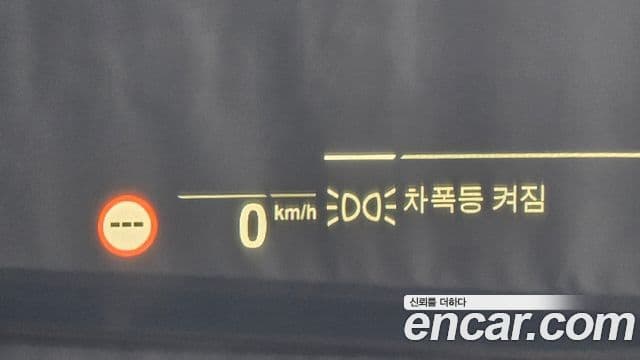 ---
0 km/h
차폭등 켜짐
신뢰를 더하다
encar.com